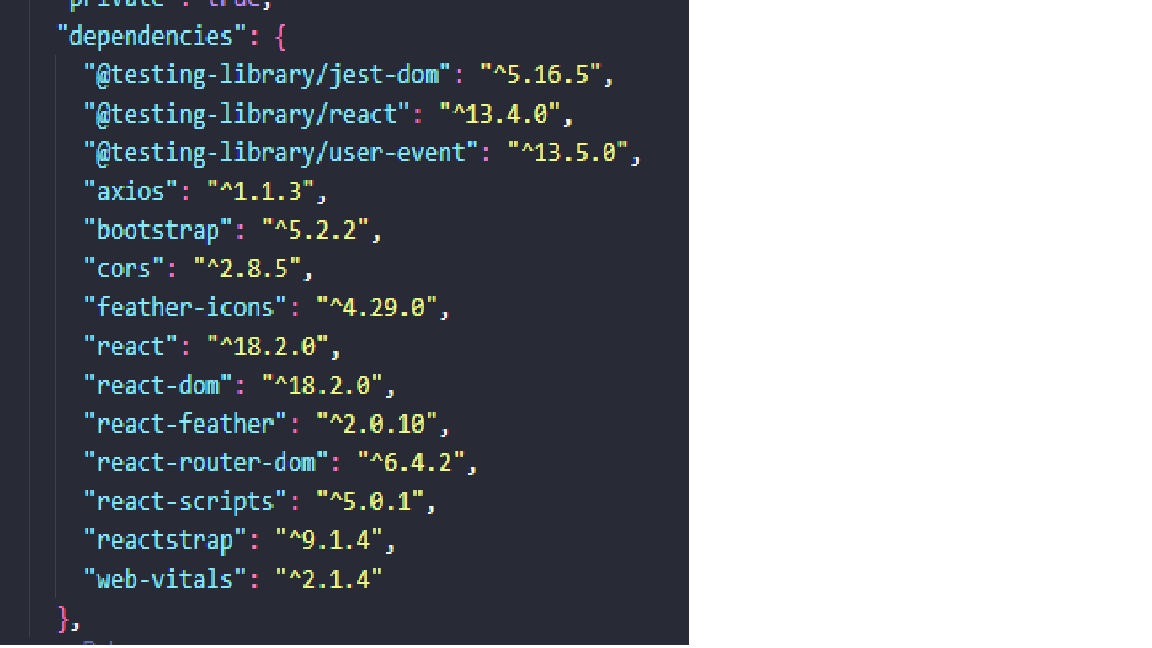 "private": true,
"dependencies": {
"@testing-library/jest-dom": "^5.16.5",
"@testing-library/react": "^13.4.0",
"@testing-library/user-event": "^13.5.0",
"axios": "^1.1.3",
"bootstrap": "^5.2.2",
"cors": "^2.8.5",
"feather-icons": "^4.29.0",
"react": "^18.2.0",
"react-dom": "^18.2.0",
"react-feather": "^2.0.10",
"react-router-dom": "^6.4.2",
"react-scripts": "^5.0.1",
"reactstrap": "^9.1.4",
"web-vitals": "^2.1.4"
},